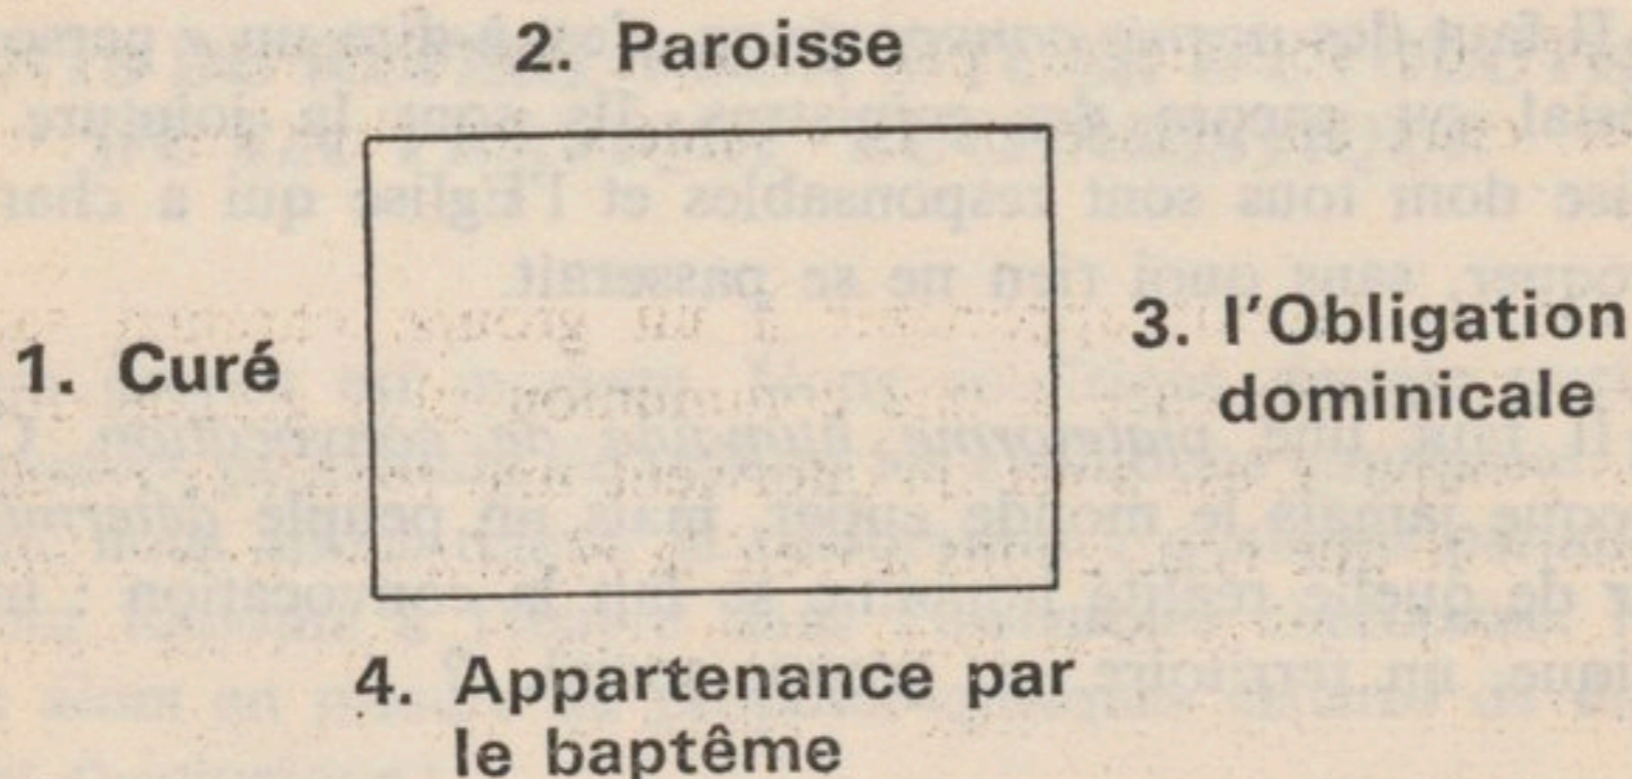 2. Paroisse
1. Curé
3. l'Obligation
dominicale
4. Appartenance par
le baptême